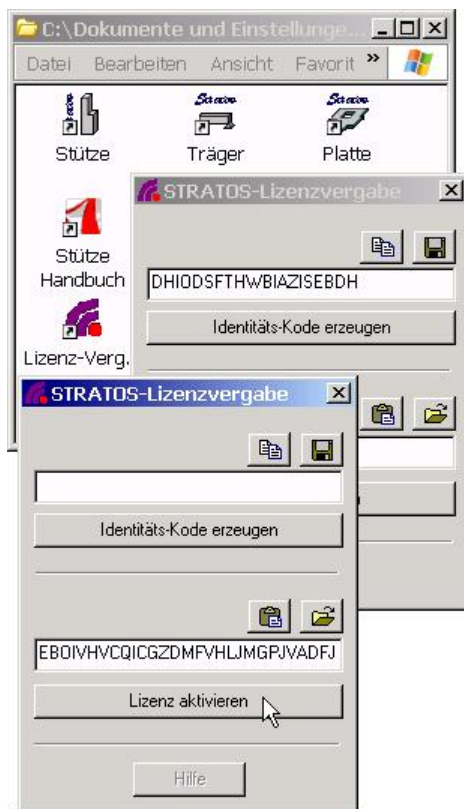 C:\Dokumente und Einstellunge...
Datei Bearbeiten Ansicht Favorit »
Stütze Träger Platte
STRATOS-Lizenzvergabe
Stütze
Handbuch
DHIODSFTHWBIAZISEBDH
Identitäts-Kode erzeugen
Lizenz-Verg.
STRATOS-Lizenzvergabe
Identitäts-Kode erzeugen
EBOIVHVCQICGZDMFVHLJMGPJVADFJ
Lizenz aktivieren
Hilfe